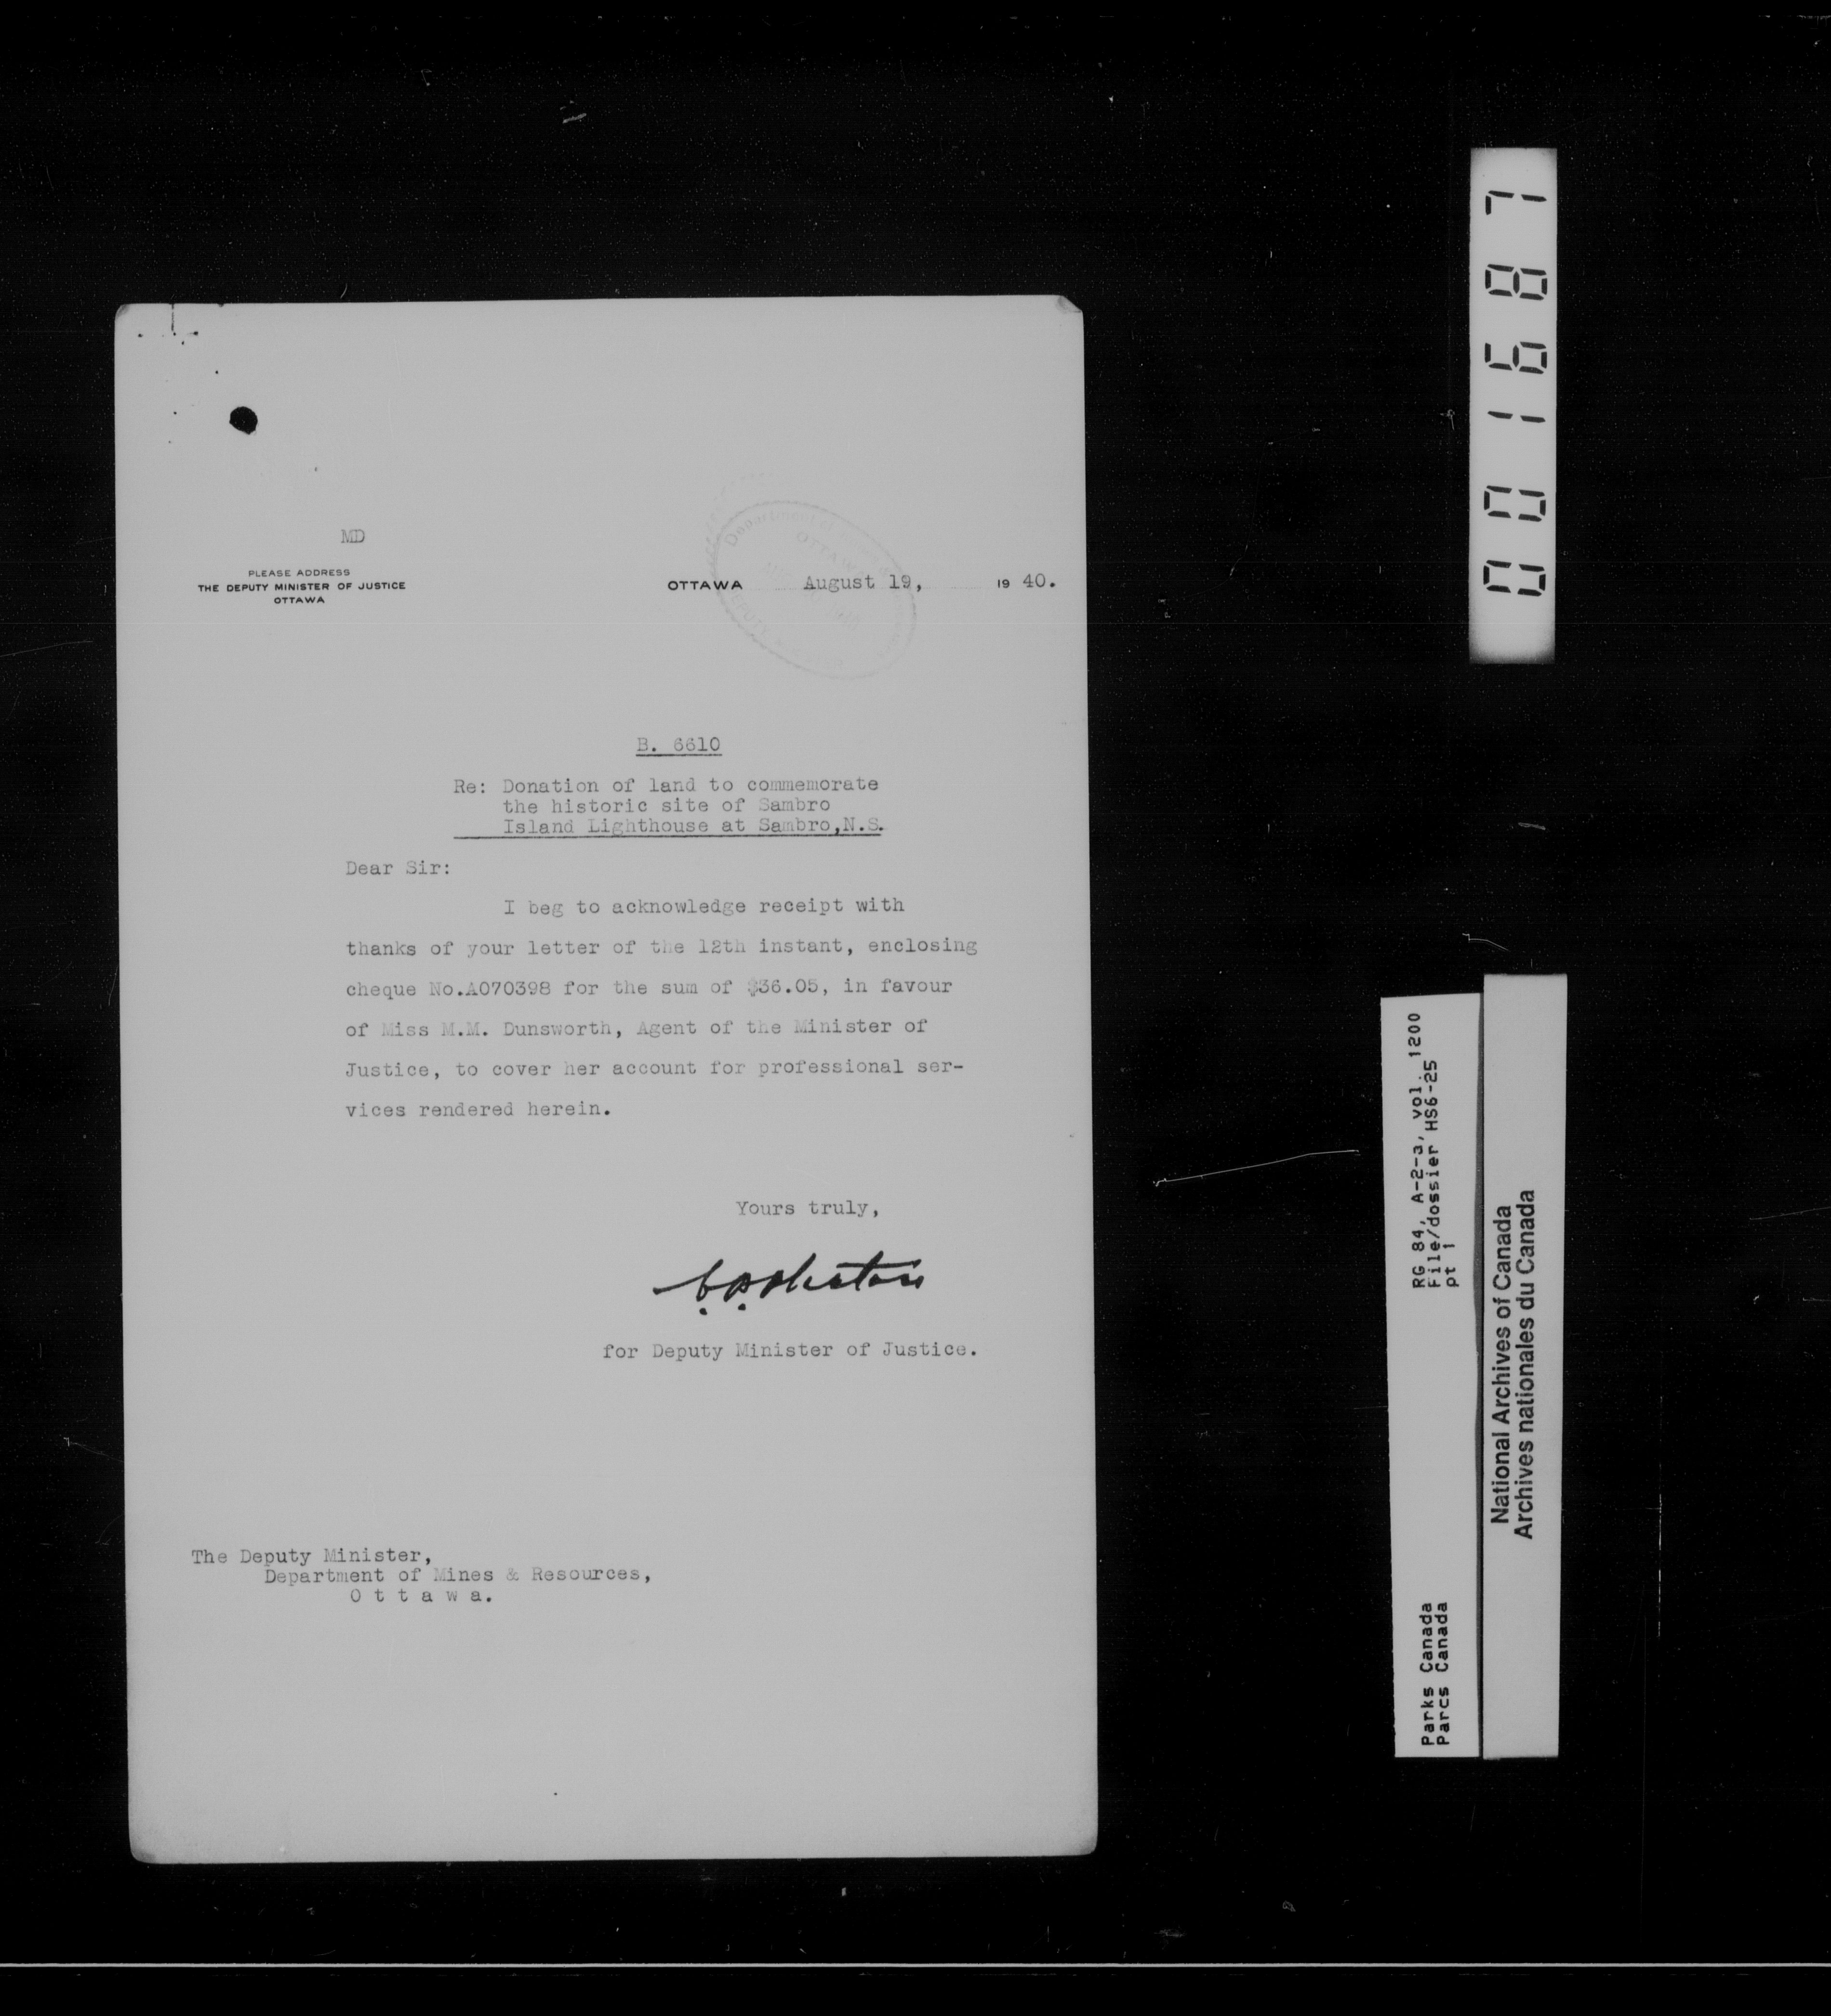 MD
PLEASE ADDRESS
THE DEPUTY MINISTER OF JUSTICE
OTTAWA
OTTAWA August 19, 19 40.
Department
OTTAWA
B. 6610
Re: Donation of land to commemorate
the historic site of Sambro
Island Lighthouse at Sambro,N.S.
Dear Sir:
I beg to acknowledge receipt with
thanks of your letter of the 12th instant, enclosing
cheque No.A070398 for the sum of $36.05, in favour
of Miss M.M. Dunsworth, Agent of the Minister of
Justice, to cover her account for professional ser-
vices rendered herein.
Yours truly,
for Deputy Minister of Justice.
The Deputy Minister,
Department of Mines & Resources,
O t t a w a.
001687
RG 84, A-2-3, vol. 1200
File/dossier HS6-25
pt 1
Parks Canada
Parcs Canada
National Archives of Canada
Archives nationales du Canada